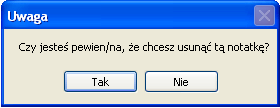 Uwaga
Czy jesteś pewien/na, że chcesz usunąć tą notatkę?
Tak
Nie